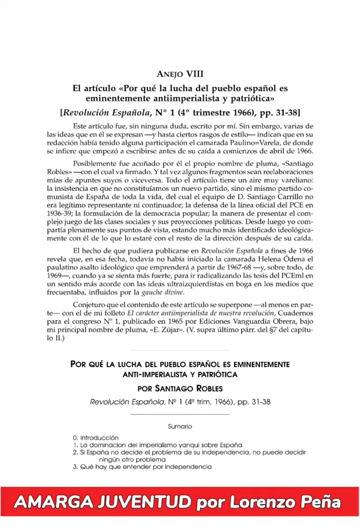 ANEJO VIII
El artículo «Por qué la lucha del pueblo español es
eminentemente antiimperialista y patriótica»
[Revolución Española, Nº 1 (4º trimestre 1966), pp. 31-38]
Este artículo fue, sin ninguna duda, escrito por mí. Sin embargo, varias de
las ideas que en él se expresan —y hasta ciertos rasgos de estilo— indican que en su
redacción había tenido alguna participación el camarada Paulino=Varela, de donde
se infiere que empezó a escribirse antes de su caída a comienzos de abril de 1966.
Posiblemente fue acuñado por él el propio nombre de pluma, «Santiago
Robles» —con el cual va firmado. Y tal vez algunos fragmentos sean reelaboraciones
mías de apuntes suyos o viceversa. Todo el artículo tiene un aire muy vareliano:
la insistencia en que no constituíamos un nuevo partido, sino el mismo partido co-
munista de España de toda la vida, del cual el equipo de D. Santiago Carrillo no
era legítimo representante ni continuador; la defensa de la línea oficial del PCE en
1936-39; la formulación de la democracia popular; la manera de presentar el com-
plejo juego de las clases sociales y sus proyecciones políticas. Desde luego yo com-
partía plenamente sus puntos de vista, estando mucho más identificado ideológica-
mente con él de lo que lo estaré con el resto de la dirección después de su caída.
El hecho de que pudiera publicarse en Revolución Española a fines de 1966
revela que, en esa fecha, todavía no había iniciado la camarada Helena Ódena el
paulatino asalto ideológico que emprenderá a partir de 1967-68 —y, sobre todo, de
1969—, cuando ya se sienta más fuerte, para ir radicalizando las tesis del PCEml en
un sentido más acorde con las ideas ultraizquierdistas en boga en los medios que
frecuentaba, influidos por la gauche divine.
Conjeturo que el contenido de este artículo se superpone —al menos en par-
te— con el de mi folleto El carácter antiimperialista de nuestra revolución, Cuadernos
para el congreso Nº 1, publicado en 1965 por Ediciones Vanguardia Obrera, bajo
mi principal nombre de pluma, «E. Zújar». (V. supra último párr. del §7 del capítu-
lo II.)
POR QUÉ LA LUCHA DEL PUEBLO ESPAÑOL ES EMINENTEMENTE
ANTI-IMPERIALISTA Y PATRIÓTICA
POR SANTIAGO ROBLES
Revolución Española, Nº 1 (4º trim. 1966), pp. 31-38
Sumario
0. Introducción
1. La dominacion del imperialismo yanqui sobre España
2. Si España no decide el problema de su independencia, no puede decidir
ningún otro problema
3. Qué hay que entender por independencia
AMARGA JUVENTUD por Lorenzo Peña